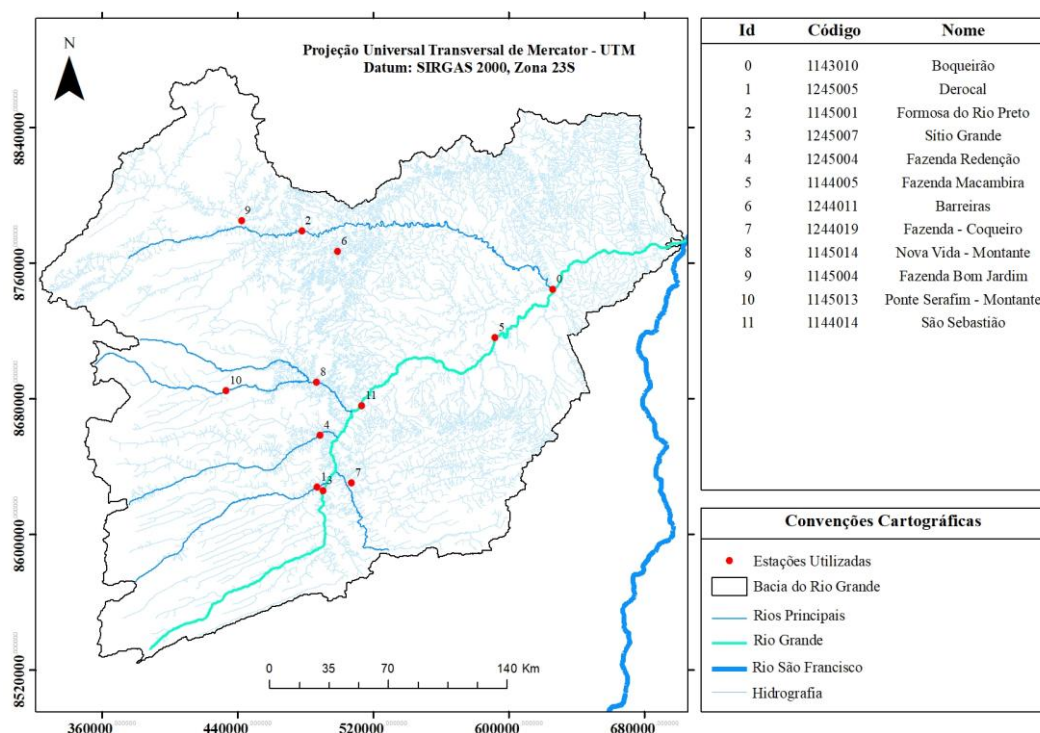 N
Projeção Universal Transversal de Mercator - UTM
Datum: SIRGAS 2000, Zona 23S
8840000
8760000
8680000
8600000
8520000
9
2
6
0
5
8
10
11
4
1
3
7
0 35 70 140 Km
360000 440000 520000 600000 680000
Id Código Nome
0 1143010 Boqueirão
1 1245005 Derocal
2 1145001 Formosa do Rio Preto
3 1245007 Sítio Grande
4 1245004 Fazenda Redenção
5 1144005 Fazenda Macambira
6 1244011 Barreiras
7 1244019 Fazenda - Coqueiro
8 1145014 Nova Vida - Montante
9 1145004 Fazenda Bom Jardim
10 1145013 Ponte Serafim - Montante
11 1144014 São Sebastião
Convenções Cartográficas
Estações Utilizadas
Bacia do Rio Grande
Rios Principais
Rio Grande
Rio São Francisco
Hidrografia